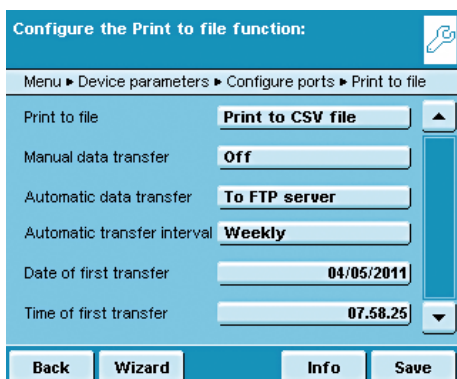 Configure the Print to file function:
Menu ▸ Device parameters ▸ Configure ports ▸ Print to file
Print to file Print to CSV file
Manual data transfer Off
Automatic data transfer To FTP server
Automatic transfer interval Weekly
Date of first transfer 04/05/2011
Time of first transfer 07.58.25
Back Wizard Info Save